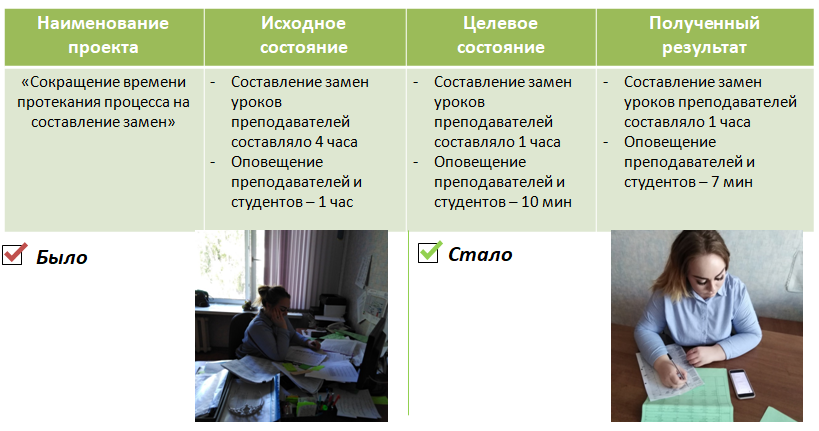 Наименование
проекта
Исходное
состояние
Целевое
состояние
Полученный
результат
«Сокращение времени
протекания процесса на
составление замен»
- Составление замен
уроков
преподавателей
составляло 4 часа
- Оповещение
преподавателей и
студентов – 1 час
- Составление замен
уроков
преподавателей
составляло 1 часа
- Оповещение
преподавателей и
студентов – 10 мин
- Составление замен
уроков преподавателей
составляло 1 часа
- Оповещение
преподавателей и
студентов – 7 мин
Было
Стало